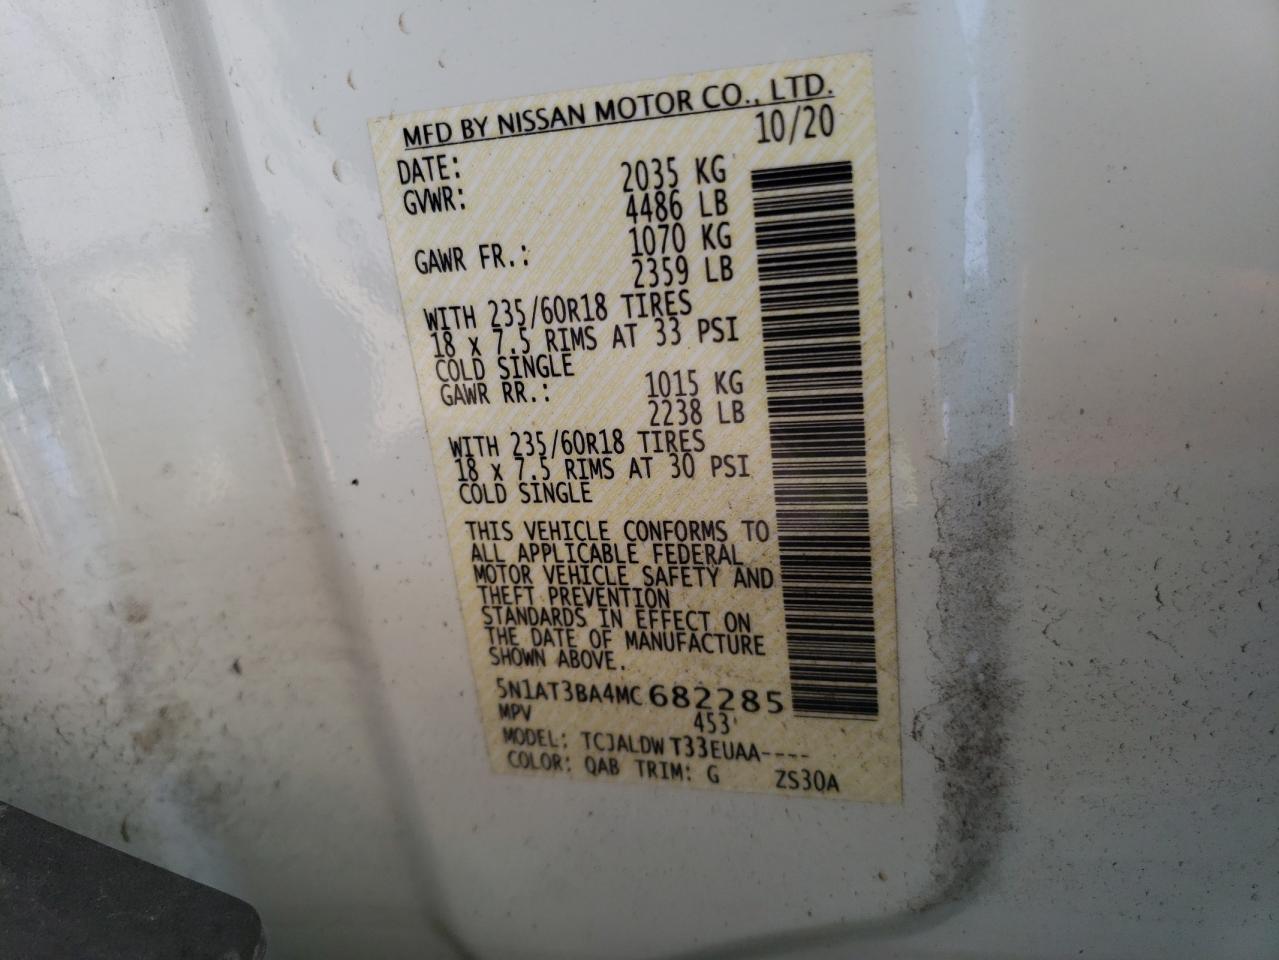 MFD BY NISSAN MOTOR CO., LTD.
DATE: 10/20
GVWR: 2035 KG
4486 LB
GAWR FR.: 1070 KG
2359 LB
WITH 235/60R18 TIRES
18 x 7.5 RIMS AT 33 PSI
COLD SINGLE
GAWR RR.: 1015 KG
2238 LB
WITH 235/60R18 TIRES
18 x 7.5 RIMS AT 30 PSI
COLD SINGLE
THIS VEHICLE CONFORMS TO
ALL APPLICABLE FEDERAL
MOTOR VEHICLE SAFETY AND
THEFT PREVENTION
STANDARDS IN EFFECT ON
THE DATE OF MANUFACTURE
SHOWN ABOVE.
5N1AT3BA4MC682285
MPV 453
MODEL: TCJALDW T33EUAA----
COLOR: QAB TRIM: G ZS30A